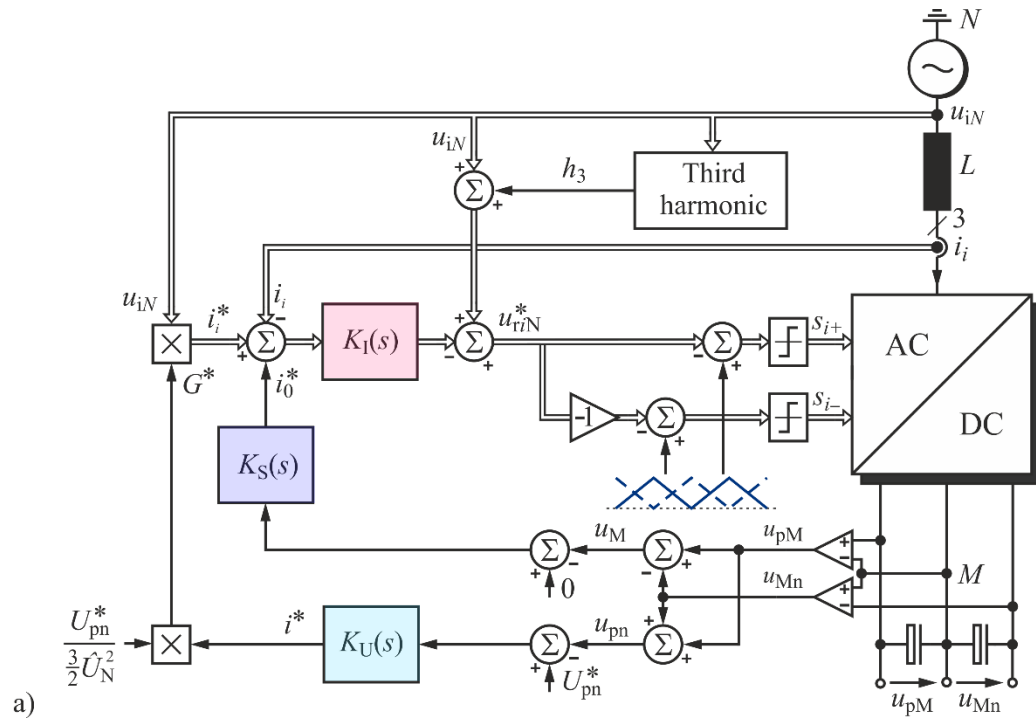 N
u_iN
u_iN
h_3
Third
harmonic
L
3
i_i
u_iN
i_i^*
i_i
K_I(s)
u_riN^*
s_i+
AC
DC
G^*
i_0^*
-1
s_i–
K_S(s)
u_M
u_pM
0
u_Mn
M
U_pn^*
3/2 Û_N^2
i^*
K_U(s)
u_pn
U_pn^*
a)
u_pM
u_Mn
× Σ Σ Σ Σ Σ Σ Σ Σ Σ ×
+ + – + + – + – + – + – + + – – + + – + + + – + –